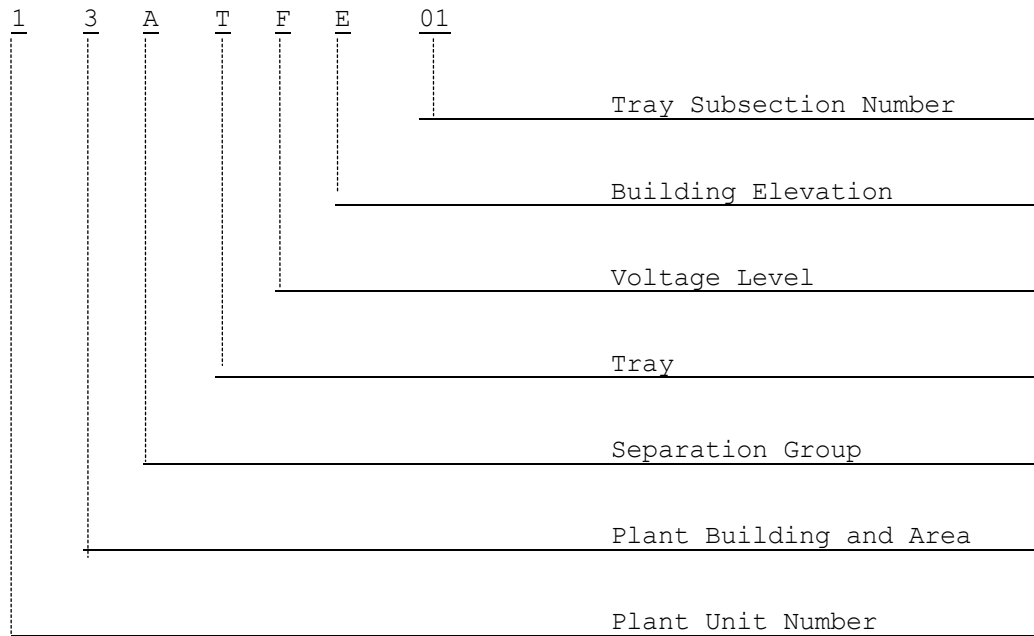 1 3 A T F E 01
Tray Subsection Number
Building Elevation
Voltage Level
Tray
Separation Group
Plant Building and Area
Plant Unit Number